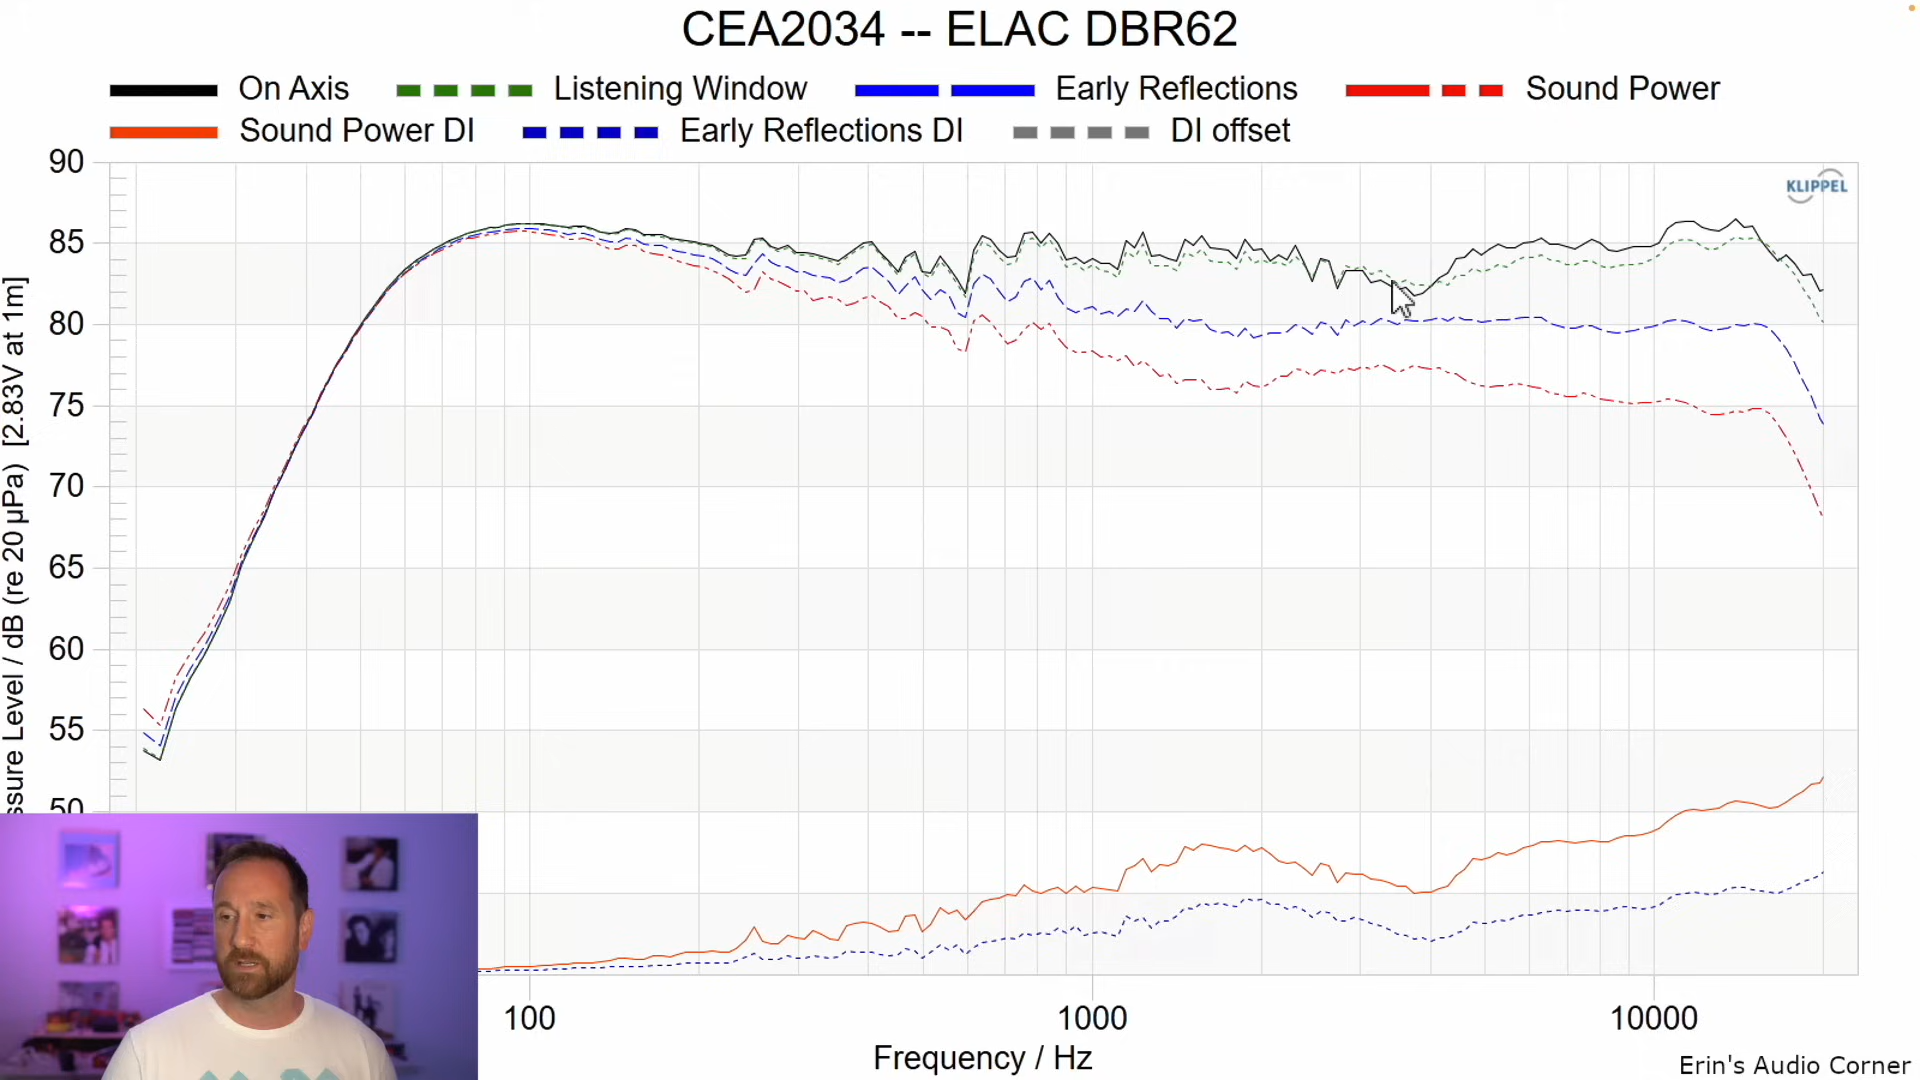 CEA2034 -- ELAC DBR62
On Axis Listening Window Early Reflections Sound Power
Sound Power DI Early Reflections DI DI offset
KLIPPEL
90
85
80
75
70
65
60
55
50
ssure Level / dB (re 20 µPa) [2.83V at 1m]
100 1000 10000
Frequency / Hz
Erin's Audio Corner